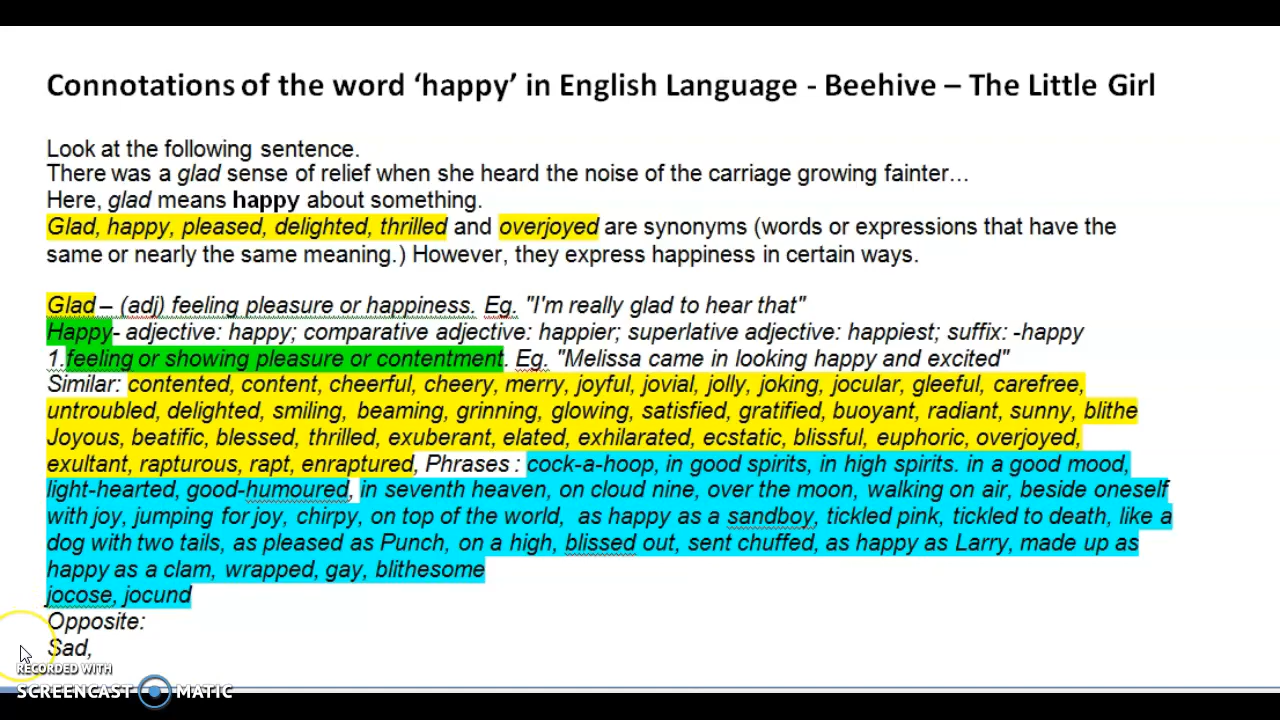 Connotations of the word ‘happy’ in English Language - Beehive – The Little Girl
Look at the following sentence.
There was a glad sense of relief when she heard the noise of the carriage growing fainter…
Here, glad means happy about something.
Glad, happy, pleased, delighted, thrilled and overjoyed are synonyms (words or expressions that have the
same or nearly the same meaning.) However, they express happiness in certain ways.
Glad – (adj) feeling pleasure or happiness. Eg. "I'm really glad to hear that"
Happy- adjective: happy; comparative adjective: happier; superlative adjective: happiest; suffix: -happy
1.feeling or showing pleasure or contentment. Eg. "Melissa came in looking happy and excited"
Similar: contented, content, cheerful, cheery, merry, joyful, jovial, jolly, joking, jocular, gleeful, carefree,
untroubled, delighted, smiling, beaming, grinning, glowing, satisfied, gratified, buoyant, radiant, sunny, blithe
Joyous, beatific, blessed, thrilled, exuberant, elated, exhilarated, ecstatic, blissful, euphoric, overjoyed,
exultant, rapturous, rapt, enraptured, Phrases : cock-a-hoop, in good spirits, in high spirits. in a good mood,
light-hearted, good-humoured, in seventh heaven, on cloud nine, over the moon, walking on air, beside oneself
with joy, jumping for joy, chirpy, on top of the world, as happy as a sandboy, tickled pink, tickled to death, like a
dog with two tails, as pleased as Punch, on a high, blissed out, sent chuffed, as happy as Larry, made up as
happy as a clam, wrapped, gay, blithesome
jocose, jocund
Opposite:
Sad,
RECORDED WITH
SCREENCAST MATIC